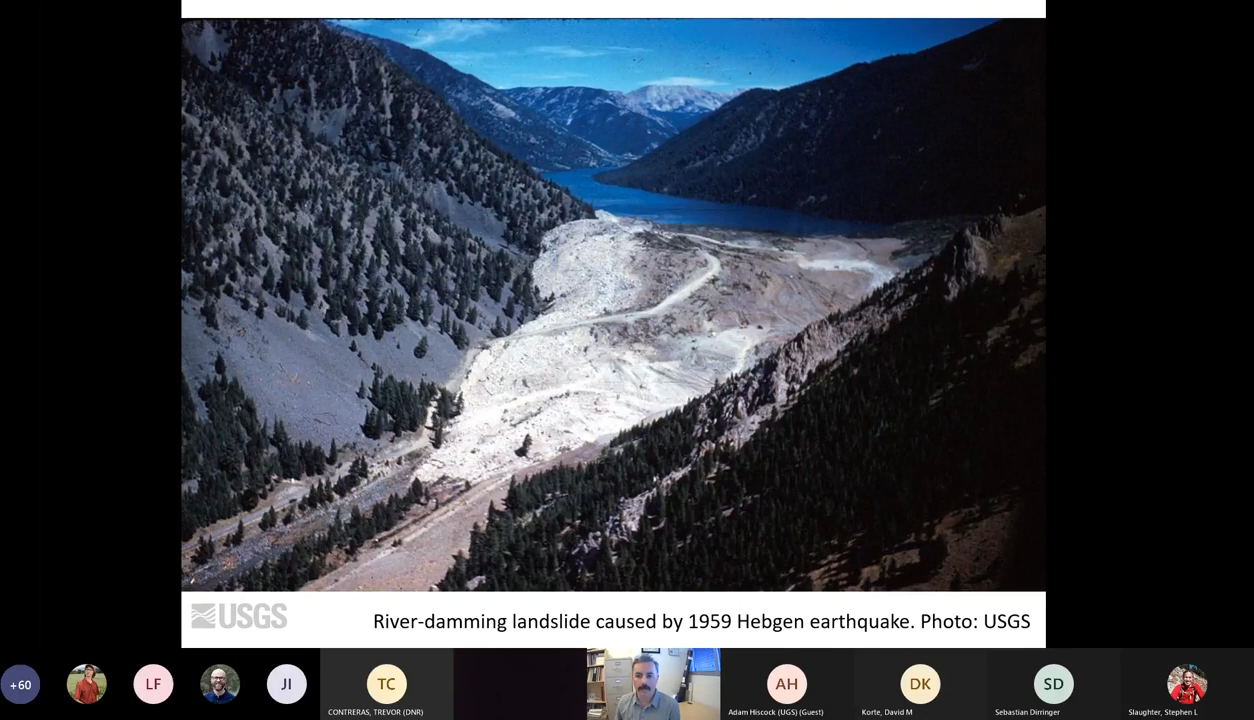 USGS
River-damming landslide caused by 1959 Hebgen earthquake. Photo: USGS
+60
LF
JI
TC
CONTRERAS, TREVOR (DNR)
AH
Adam Hiscock (UGS) (Guest)
DK
Korte, David M
SD
Sebastian Dirringer
Slaughter, Stephen L